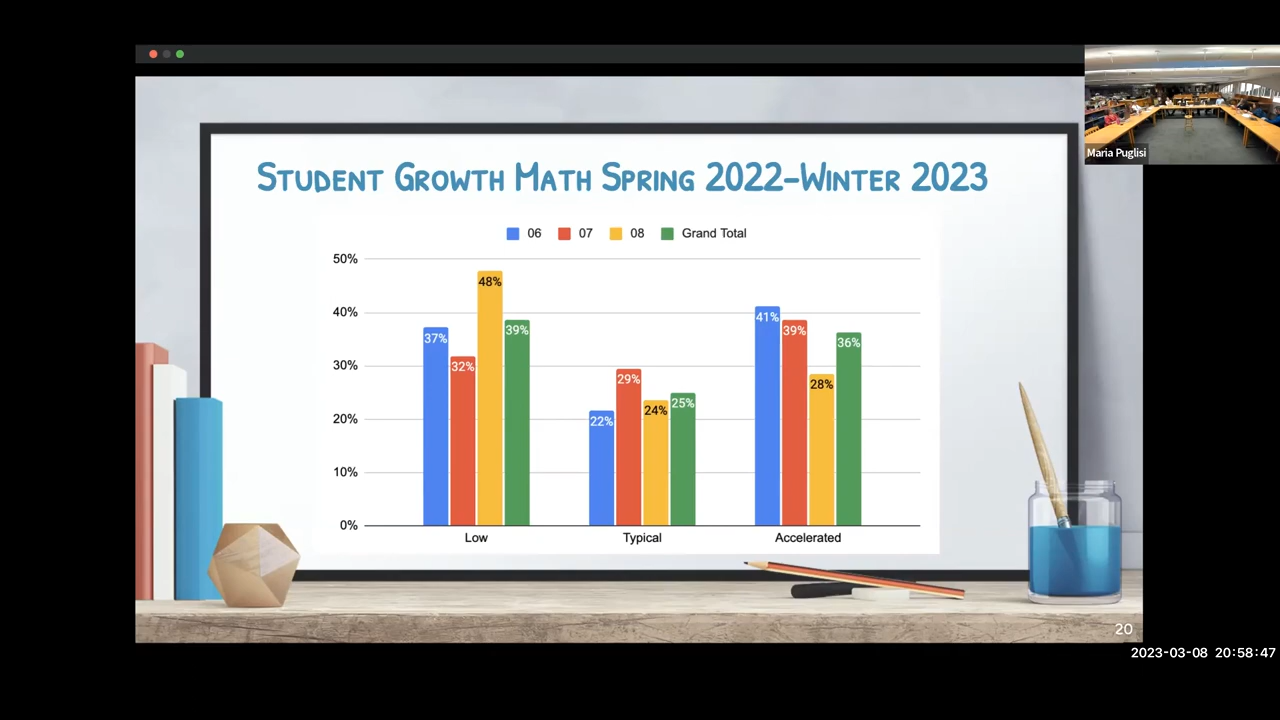 Maria Puglisi
STUDENT GROWTH MATH SPRING 2022-WINTER 2023
06 07 08 Grand Total
50%
40%
30%
20%
10%
0%
37% 32% 48% 39%
22% 29% 24% 25%
41% 39% 28% 36%
Low Typical Accelerated
20
2023-03-08 20:58:47